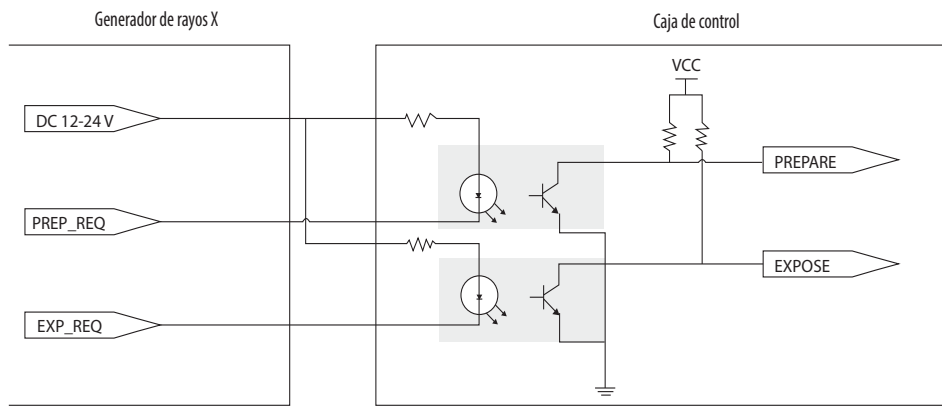 Generador de rayos X
Caja de control
VCC
DC 12-24 V
PREPARE
PREP_REQ
EXPOSE
EXP_REQ